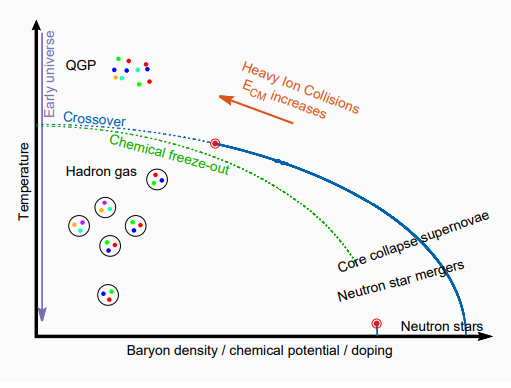 Early universe
QGP
Heavy Ion Collisions
E_CM increases
Crossover
Chemical freeze-out
Hadron gas
Temperature
Core collapse supernovae
Neutron star mergers
Neutron stars
Baryon density / chemical potential / doping